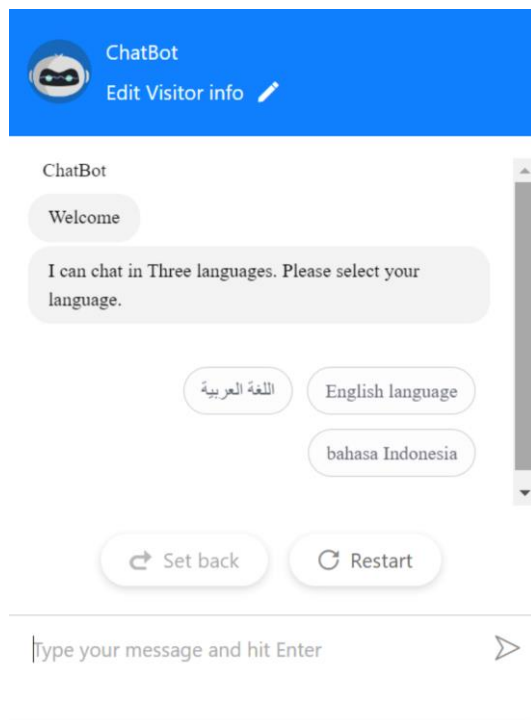 ChatBot
Edit Visitor info
ChatBot
Welcome
I can chat in Three languages. Please select your
language.
اللغة العربية
English language
bahasa Indonesia
Set back
Restart
Type your message and hit Enter